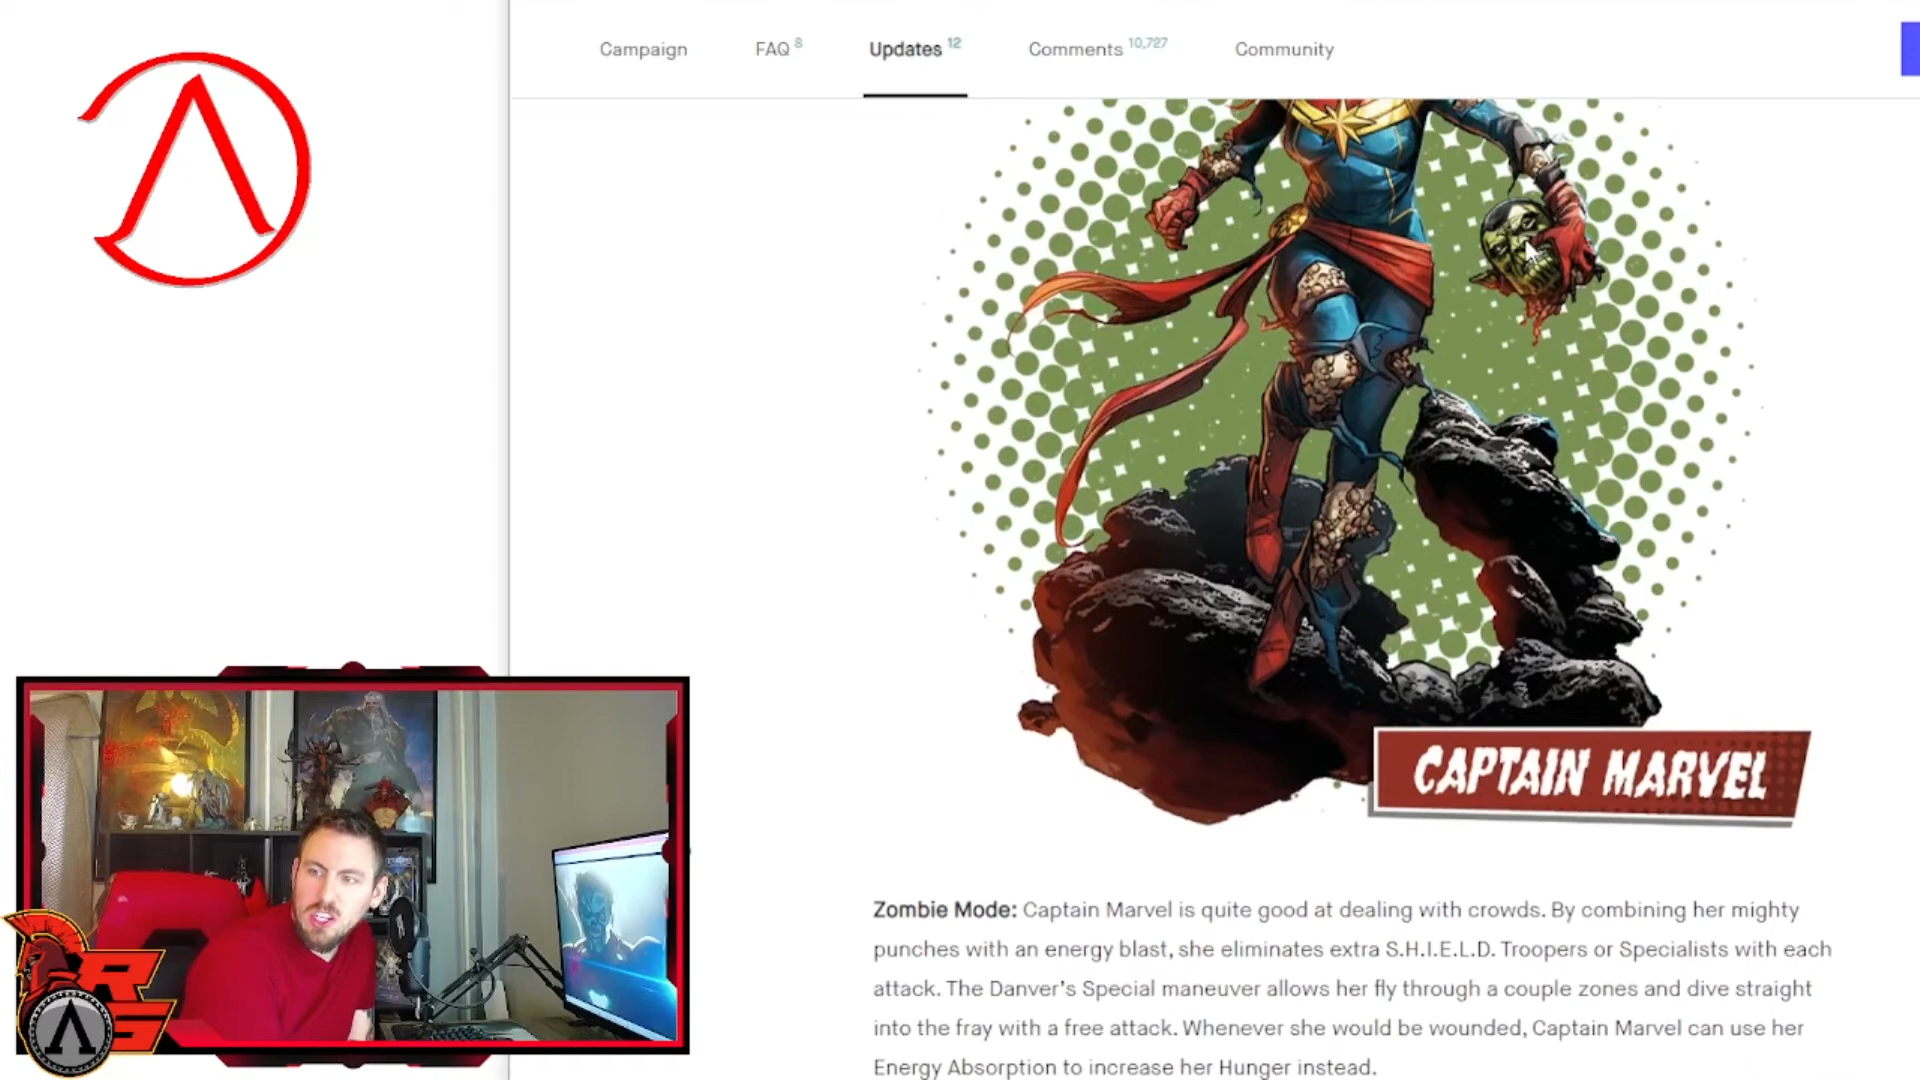 Campaign
FAQ 8
Updates 12
Comments 10,727
Community
CAPTAIN MARVEL
Zombie Mode: Captain Marvel is quite good at dealing with crowds. By combining her mighty
punches with an energy blast, she eliminates extra S.H.I.E.L.D. Troopers or Specialists with each
attack. The Danver's Special maneuver allows her fly through a couple zones and dive straight
into the fray with a free attack. Whenever she would be wounded, Captain Marvel can use her
Energy Absorption to increase her Hunger instead.
RG